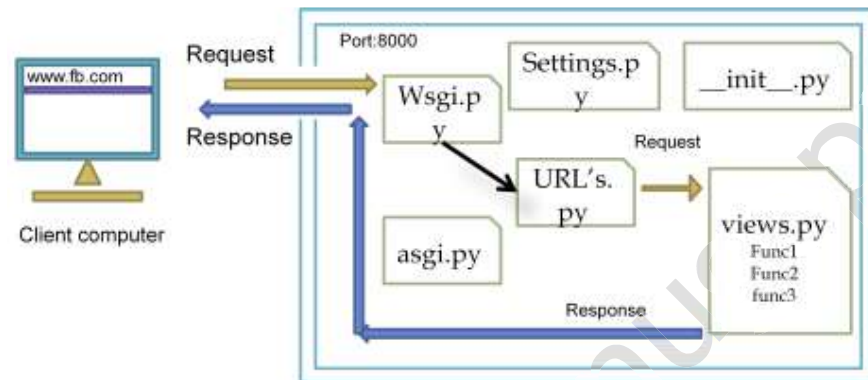 Port:8000
Request
www.fb.com
Response
Client computer
Wsgi.p
y
Settings.p
y
__init__.py
Request
URL's.
py
views.py
Func1
Func2
func3
asgi.py
Response